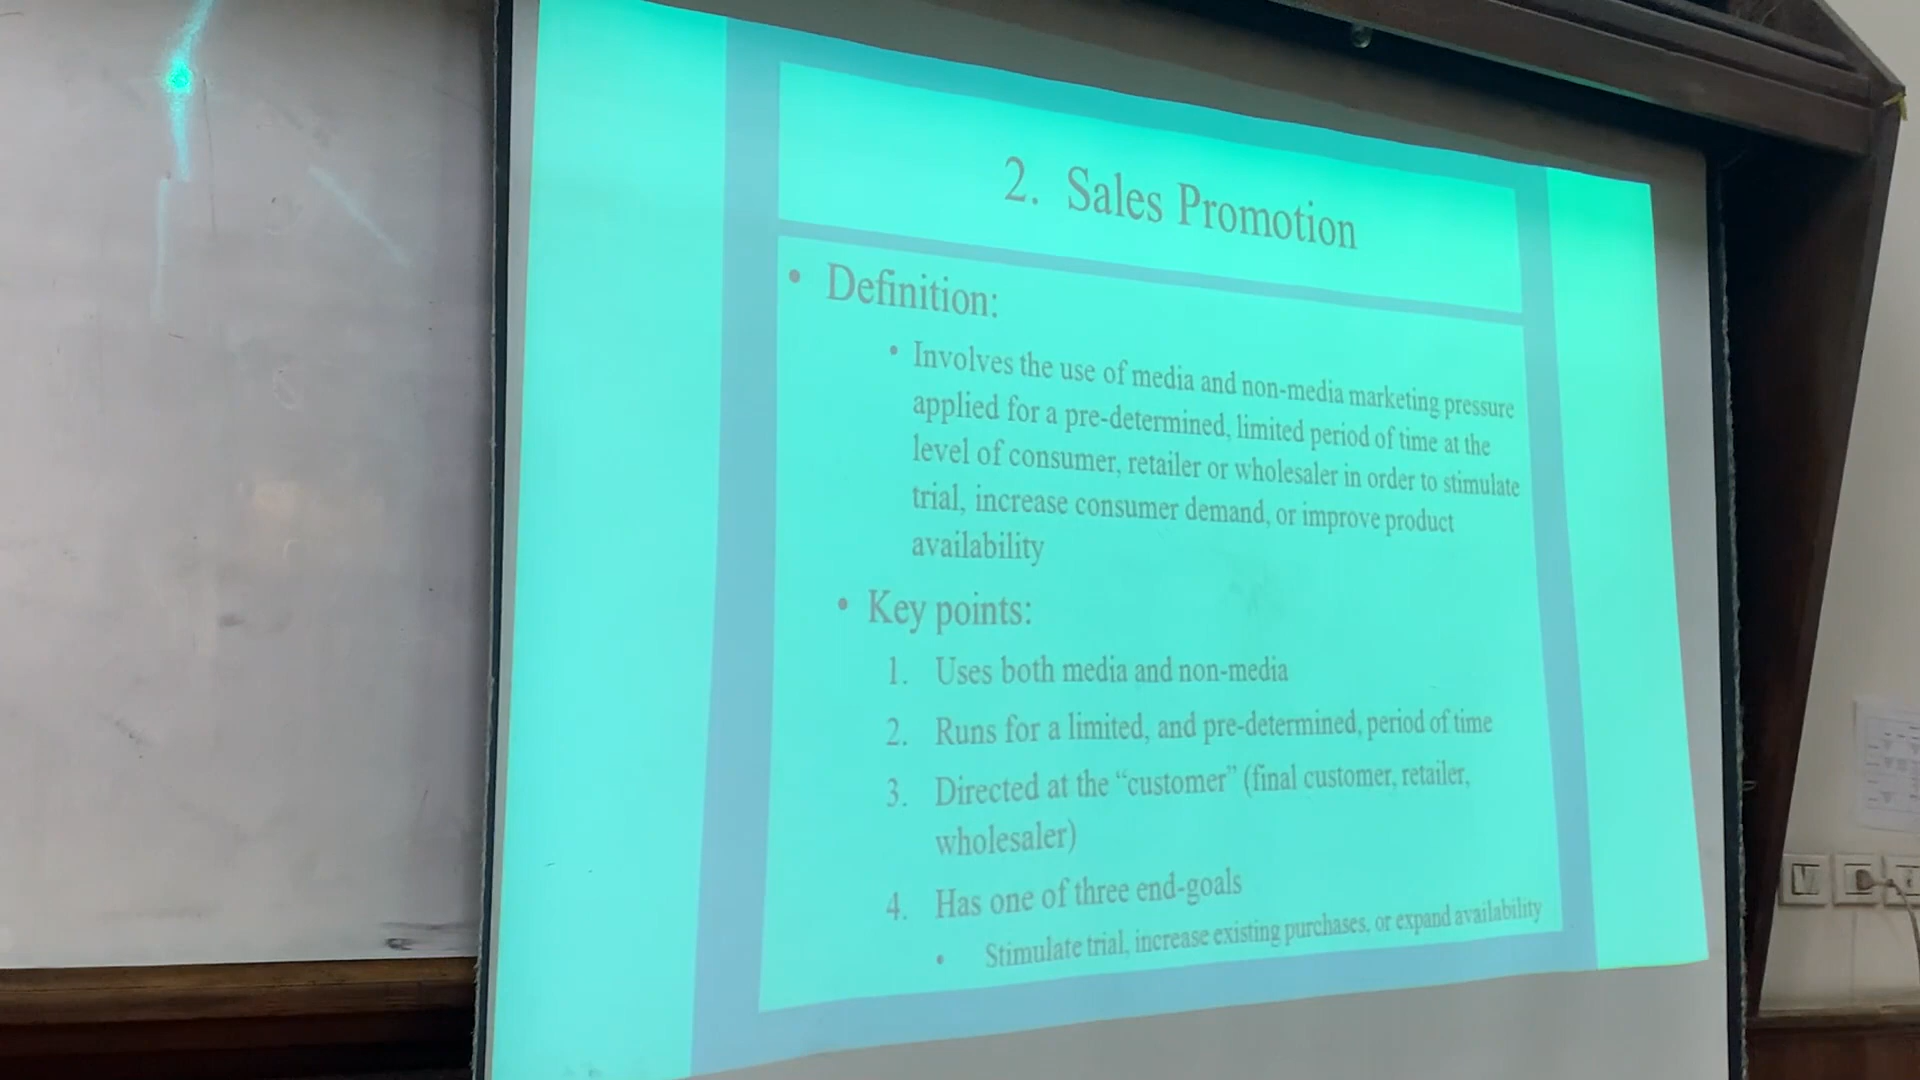 2. Sales Promotion
• Definition:
• Involves the use of media and non-media marketing pressure
applied for a pre-determined, limited period of time at the
level of consumer, retailer or wholesaler in order to stimulate
trial, increase consumer demand, or improve product
availability
• Key points:
1. Uses both media and non-media
2. Runs for a limited, and pre-determined, period of time
3. Directed at the “customer” (final customer, retailer,
wholesaler)
4. Has one of three end-goals
• Stimulate trial, increase existing purchases, or expand availability